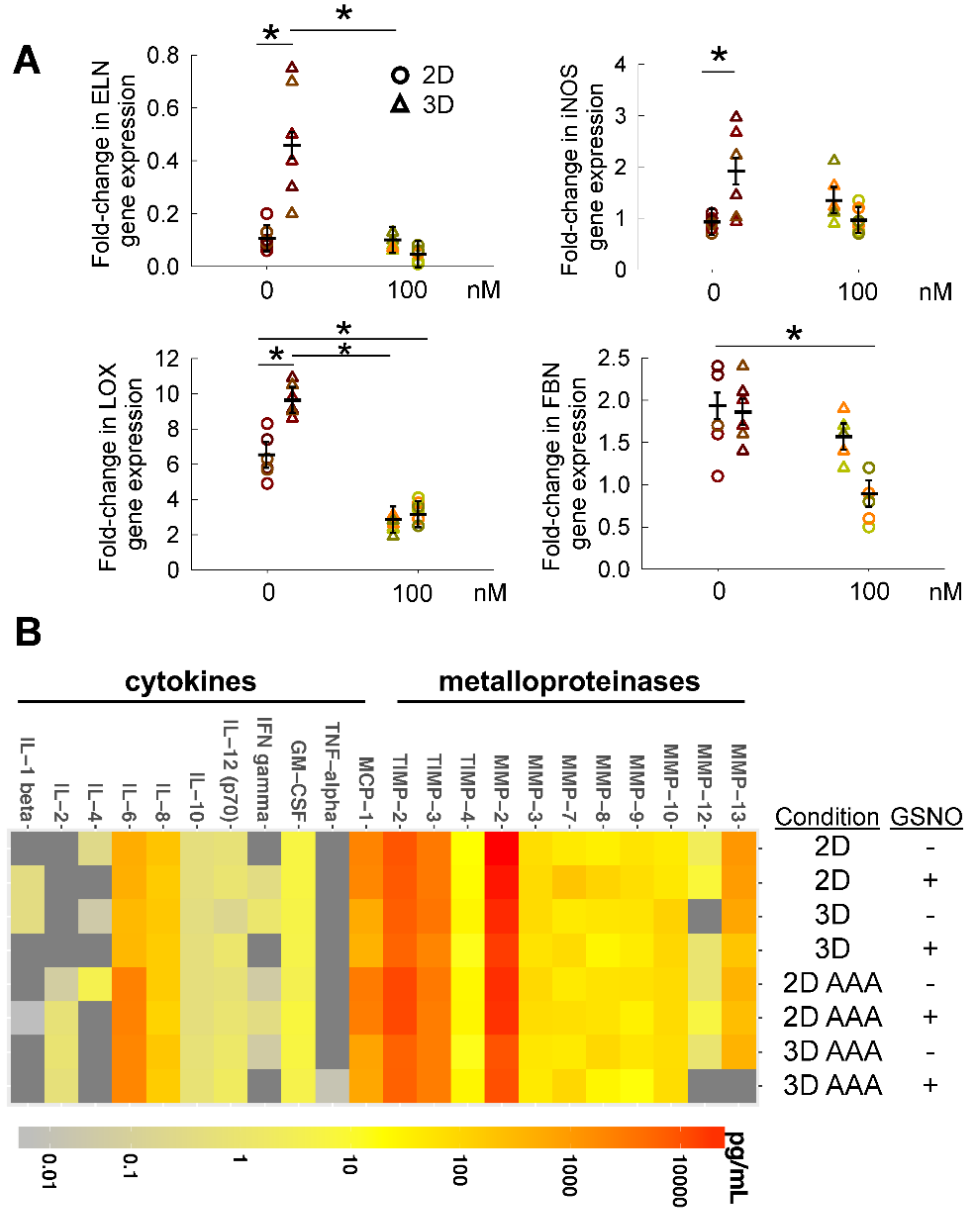 A
*
*
0.8
0.6
0.4
0.2
0.0
Fold-change in ELN
gene expression
2D
3D
0
100
nM
*
4
3
2
1
0
Fold-change in iNOS
gene expression
0
100
nM
*
*
*
12
10
8
6
4
2
0
Fold-change in LOX
gene expression
0
100
nM
*
2.5
2.0
1.5
1.0
0.5
0.0
Fold-change in FBN
gene expression
0
100
nM
B
cytokines
metalloproteinases
IL−1 beta-
IL−2-
IL−4-
IL−6-
IL−8-
IL−10-
IL−12 (p70)-
IFN gamma-
GM−CSF-
TNF−alpha-
MCP−1-
TIMP−2-
TIMP−3-
TIMP−4-
MMP−2-
MMP−3-
MMP−7-
MMP−8-
MMP−9-
MMP−10-
MMP−12-
MMP−13-
Condition GSNO
2D -
2D +
3D -
3D +
2D AAA -
2D AAA +
3D AAA -
3D AAA +
0.01
0.1
1
10
100
1000
10000
pg/mL